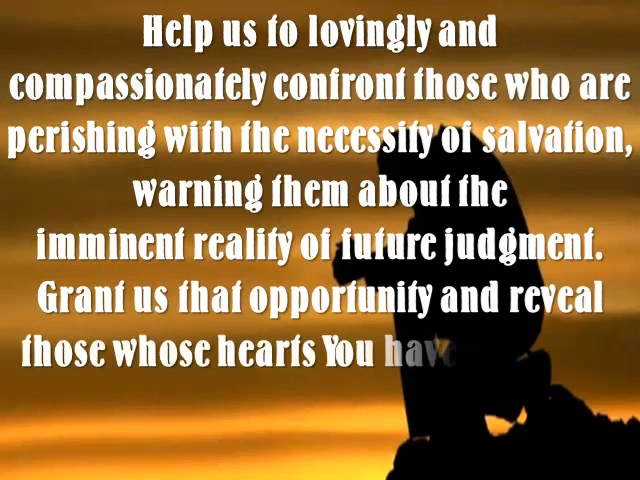 Help us to lovingly and
compassionately confront those who are
perishing with the necessity of salvation,
warning them about the
imminent reality of future judgment.
Grant us that opportunity and reveal
those whose hearts You have